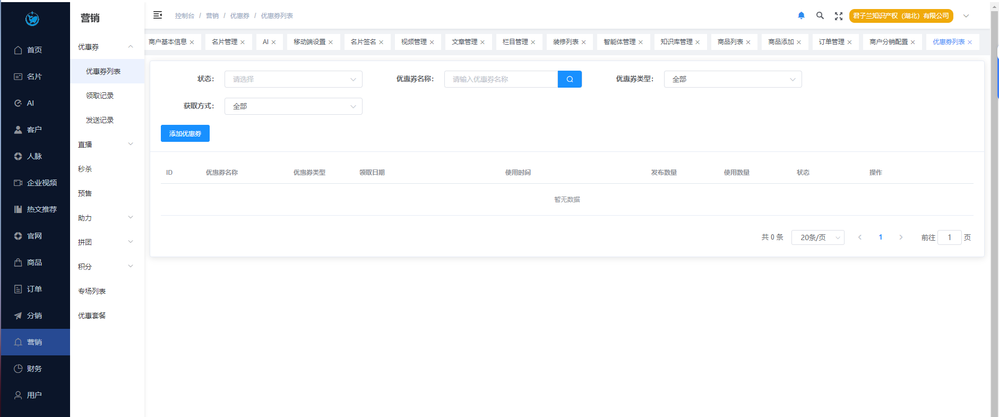 营销
控制台 / 营销 / 优惠券 / 优惠券列表
君子兰知识产权（湖北）有限公司
商户基本信息 名片管理 AI 移动端设置 名片签名 视频管理 文章管理 栏目管理 装修列表 智能体管理 知识库管理 商品列表 商品添加 订单管理 商户分销配置 优惠券列表
首页
名片
AI
客户
人脉
企业视频
热文推荐
官网
商品
订单
分销
营销
财务
用户
优惠券
优惠券列表
领取记录
发送记录
直播
秒杀
预售
助力
拼团
积分
专场列表
优惠套餐
状态： 请选择 优惠券名称： 请输入优惠券名称 优惠券类型： 全部
获取方式： 全部
添加优惠券
ID 优惠券名称 优惠券类型 领取日期 使用时间 发布数量 使用数量 状态 操作
暂无数据
共 0 条 20条/页 1 前往 1 页